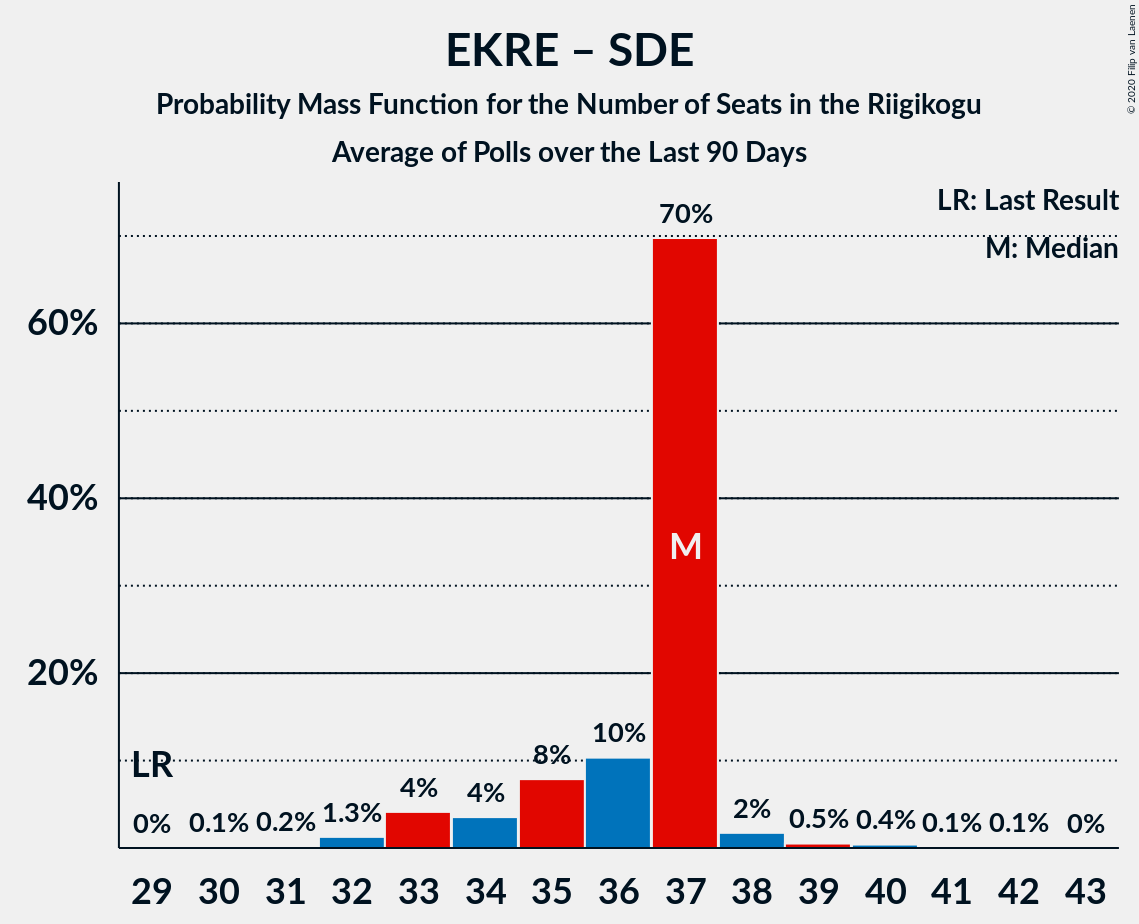 EKRE – SDE
Probability Mass Function for the Number of Seats in the Riigikogu
Average of Polls over the Last 90 Days
© 2020 Filip van Laenen
LR: Last Result
M: Median
70%
60%
40%
20%
M
LR
0% 0.1% 0.2% 1.3% 4% 4% 8% 10% 2% 0.5% 0.4% 0.1% 0.1% 0%
29 30 31 32 33 34 35 36 37 38 39 40 41 42 43